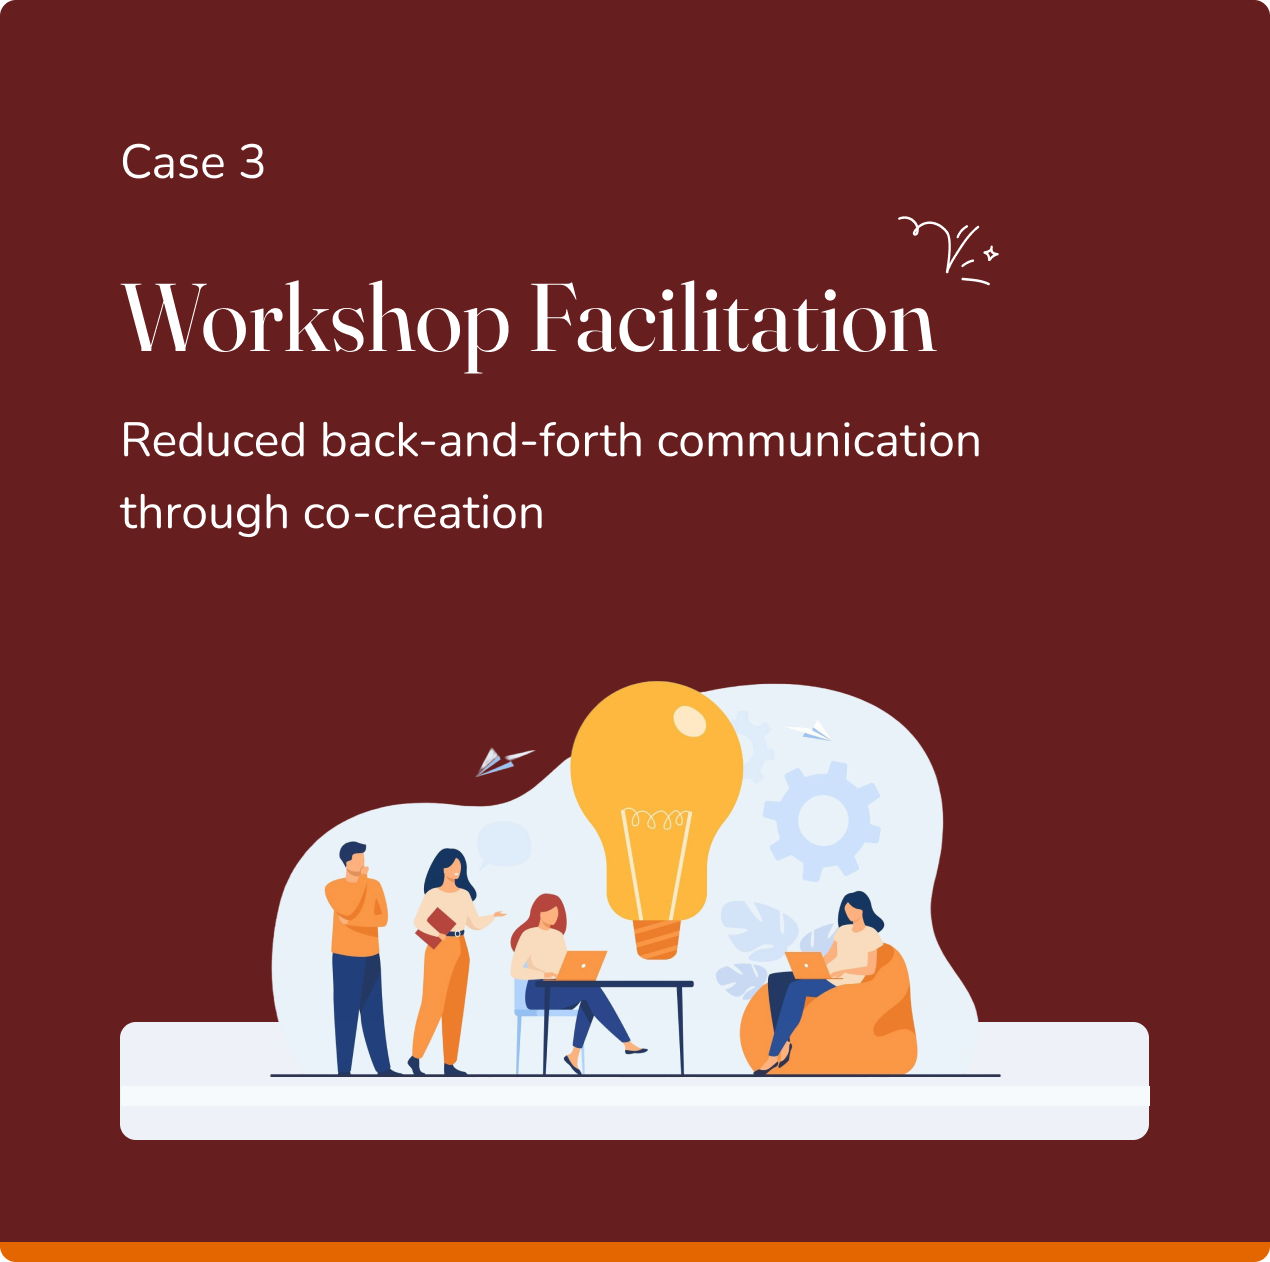 Case 3
Workshop Facilitation
Reduced back-and-forth communication
through co-creation